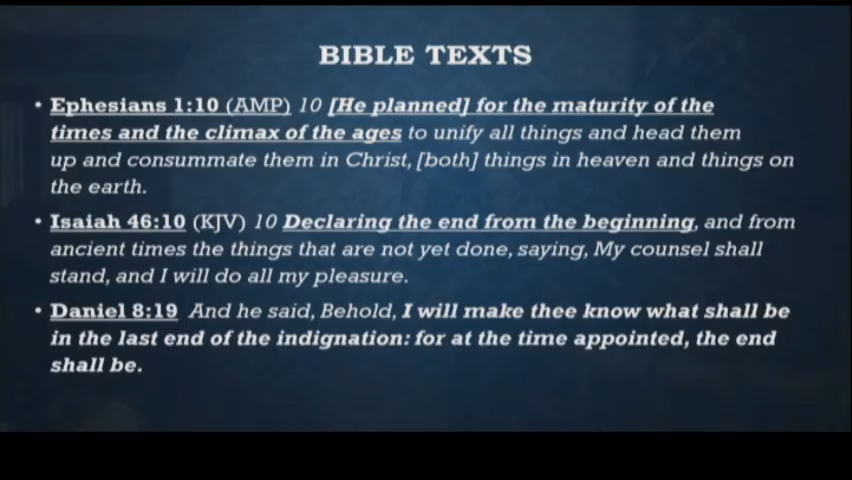 BIBLE TEXTS
• Ephesians 1:10 (AMP) 10 [He planned] for the maturity of the
times and the climax of the ages to unify all things and head them
up and consummate them in Christ, [both] things in heaven and things on
the earth.
• Isaiah 46:10 (KJV) 10 Declaring the end from the beginning, and from
ancient times the things that are not yet done, saying, My counsel shall
stand, and I will do all my pleasure.
• Daniel 8:19 And he said, Behold, I will make thee know what shall be
in the last end of the indignation: for at the time appointed, the end
shall be.